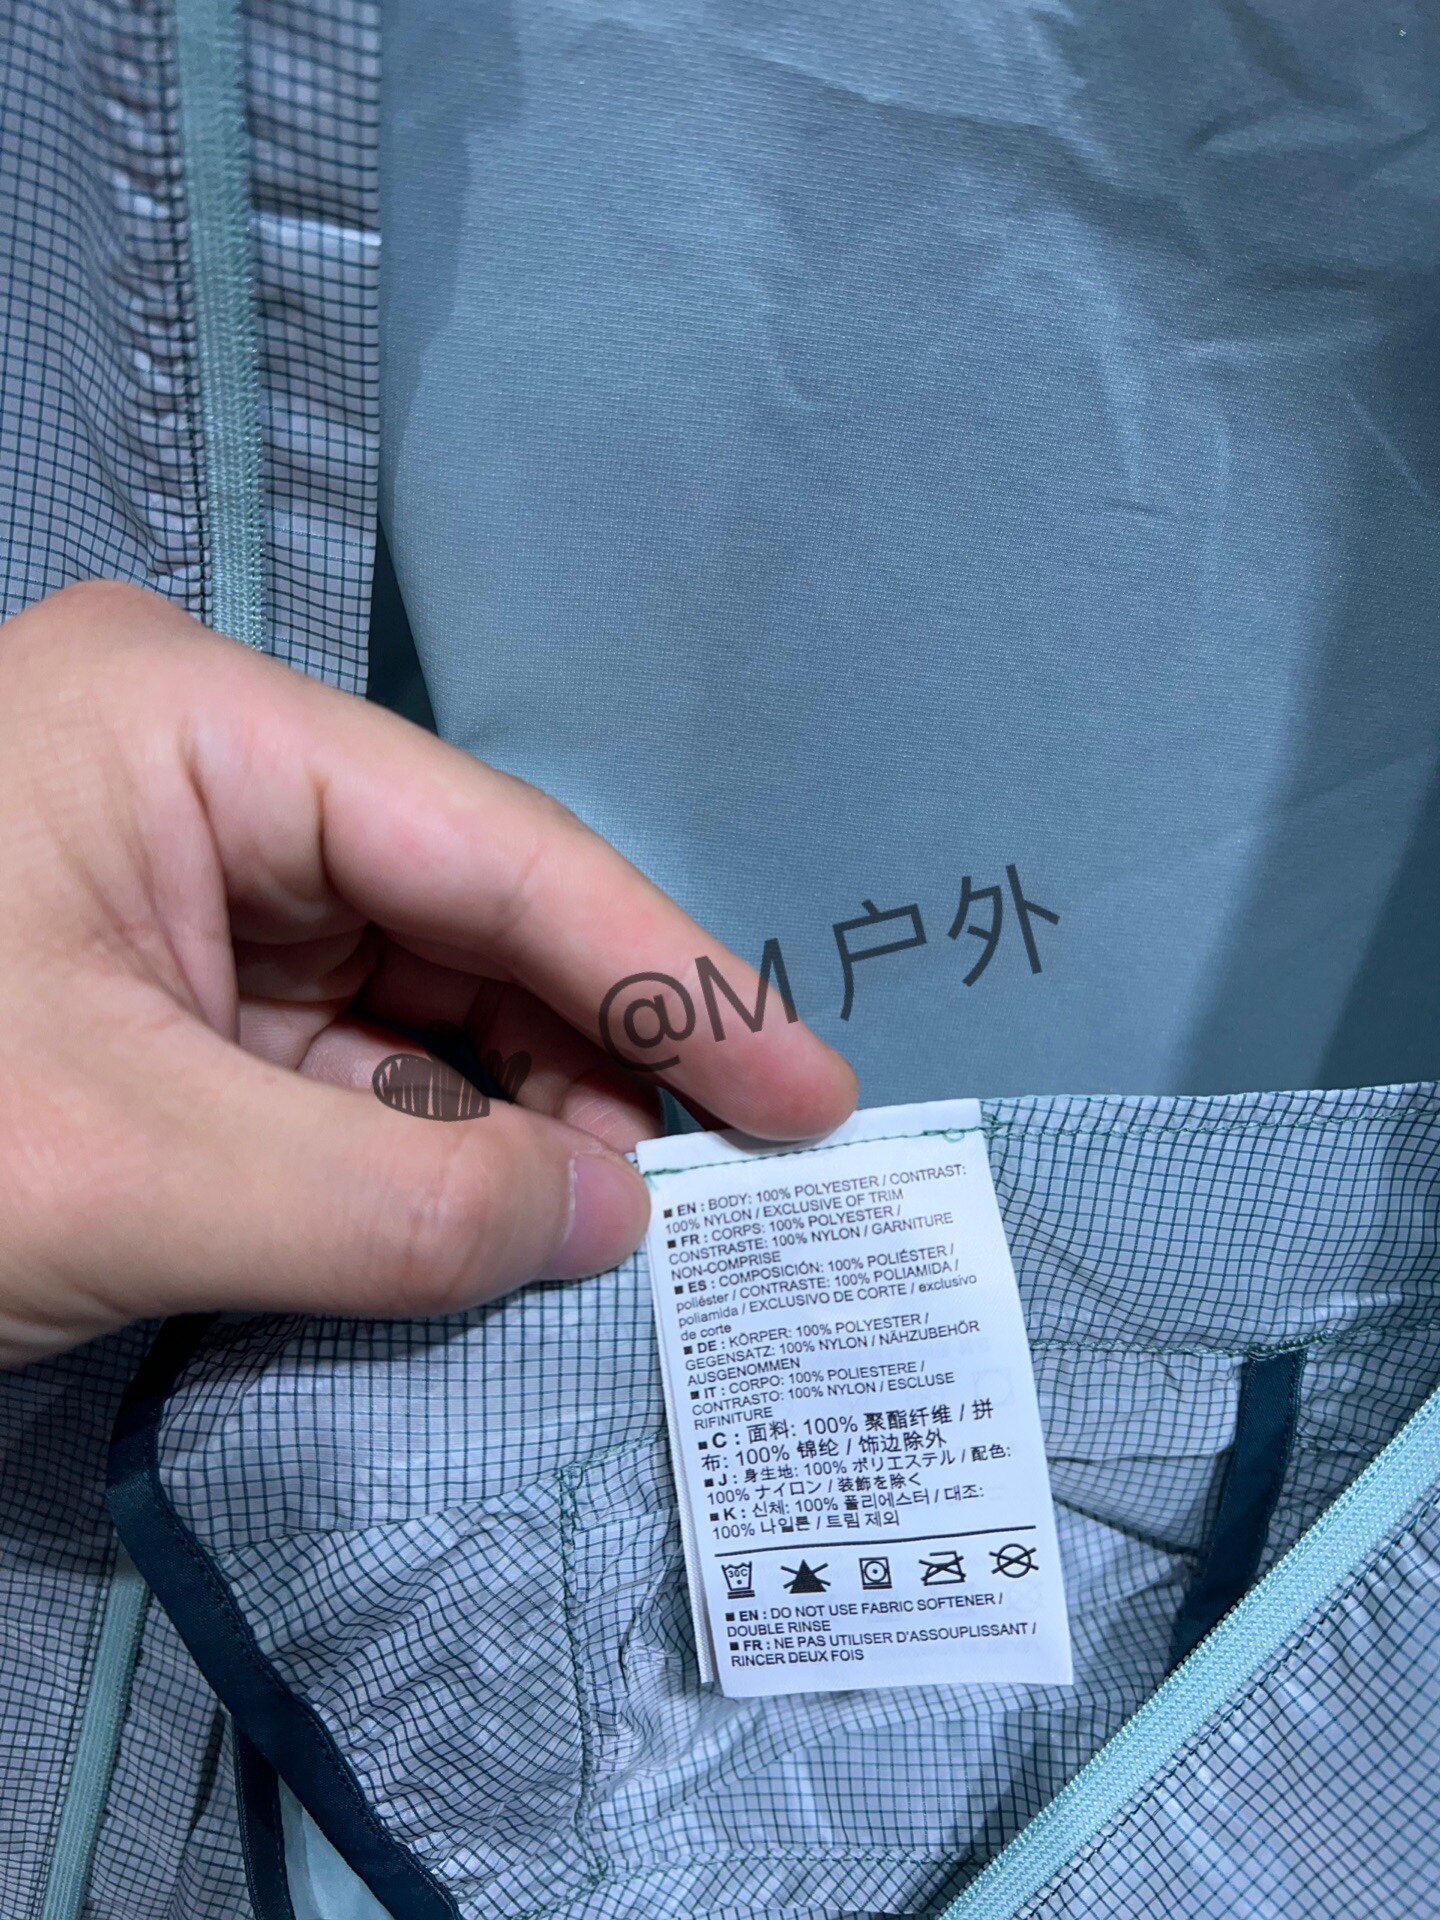 @M户外
■ EN : BODY: 100% POLYESTER / CONTRAST:
100% NYLON / EXCLUSIVE OF TRIM
■ FR : CORPS: 100% POLYESTER /
CONSTRASTE: 100% NYLON / GARNITURE
NON-COMPRISE
■ ES : COMPOSICIÓN: 100% POLIÉSTER /
poliéster / CONTRASTE: 100% POLIAMIDA /
poliamida / EXCLUSIVO DE CORTE / exclusivo
de corte
■ DE : KÖRPER: 100% POLYESTER /
GEGENSATZ: 100% NYLON / NÄHZUBEHÖR
AUSGENOMMEN
■ IT : CORPO: 100% POLIESTERE /
CONTRASTO: 100% NYLON / ESCLUSE
RIFINITURE
■ C : 面料: 100% 聚酯纤维 / 拼
布: 100% 锦纶 / 饰边除外
■ J : 身生地: 100% ポリエステル / 配色:
100% ナイロン / 装飾を除く
■ K : 신체: 100% 폴리에스터 / 대조:
100% 나일론 / 트림 제외
30C
■ EN : DO NOT USE FABRIC SOFTENER /
DOUBLE RINSE
■ FR : NE PAS UTILISER D'ASSOUPLISSANT /
RINCER DEUX FOIS